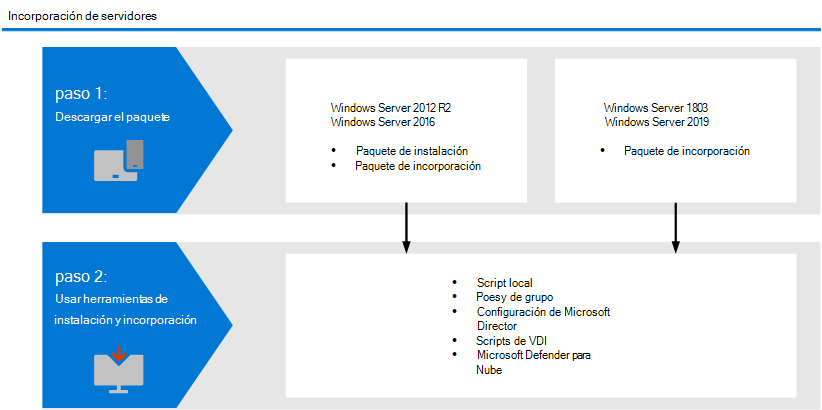 Incorporación de servidores
paso 1:
Descargar el paquete
Windows Server 2012 R2
Windows Server 2016
• Paquete de instalación
• Paquete de incorporación
Windows Server 1803
Windows Server 2019
• Paquete de incorporación
paso 2:
Usar herramientas de
instalación y incorporación
• Script local
• Poesy de grupo
• Configuración de Microsoft
Director
• Scripts de VDI
• Microsoft Defender para
Nube